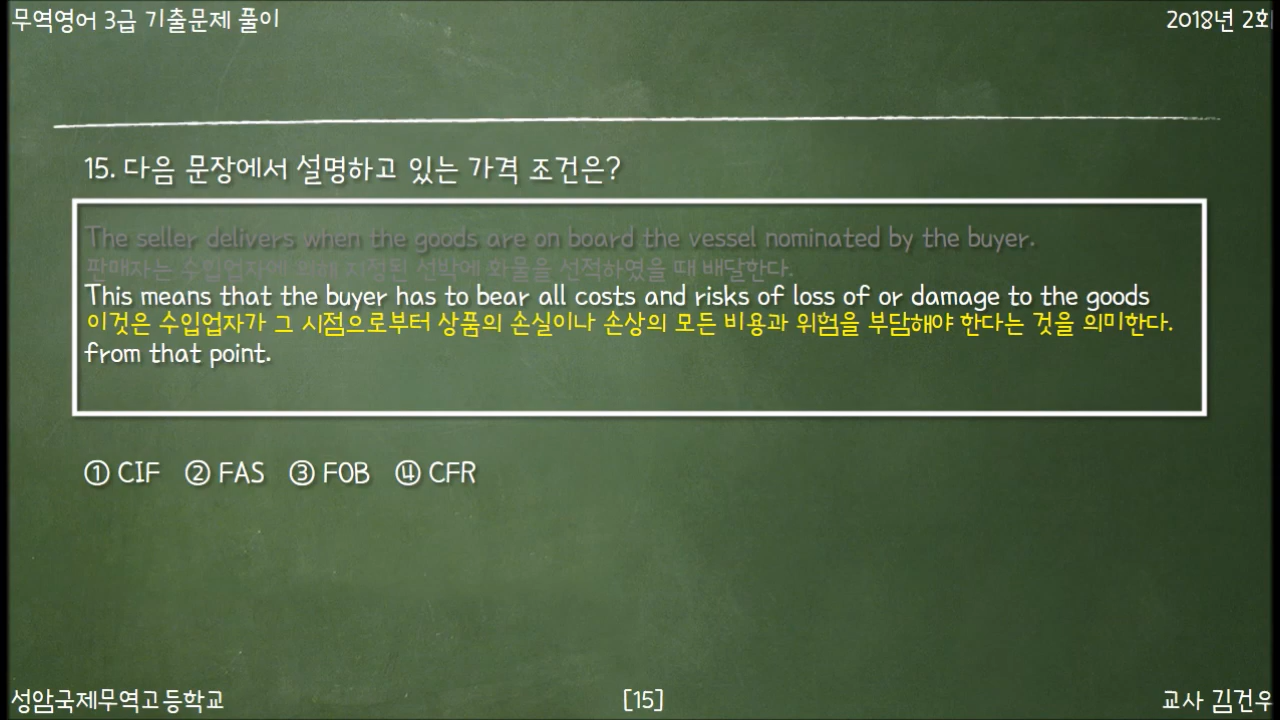 무역영어 3급 기출문제 풀이
2018년 2회
15. 다음 문장에서 설명하고 있는 가격 조건은?
The seller delivers when the goods are on board the vessel nominated by the buyer.
판매자는 수입업자에 의해 지정된 선박에 화물을 선적하였을 때 배달한다.
This means that the buyer has to bear all costs and risks of loss of or damage to the goods
이것은 수입업자가 그 시점으로부터 상품의 손실이나 손상의 모든 비용과 위험을 부담해야 한다는 것을 의미한다.
from that point.
① CIF ② FAS ③ FOB ④ CFR
성암국제무역고등학교
[15]
교사 김건우